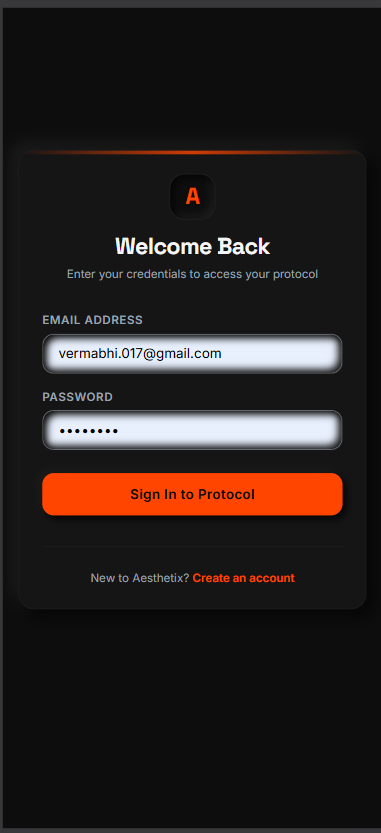 A
Welcome Back
Enter your credentials to access your protocol
EMAIL ADDRESS
vermabhi.017@gmail.com
PASSWORD
••••••••
Sign In to Protocol
New to Aesthetix? Create an account